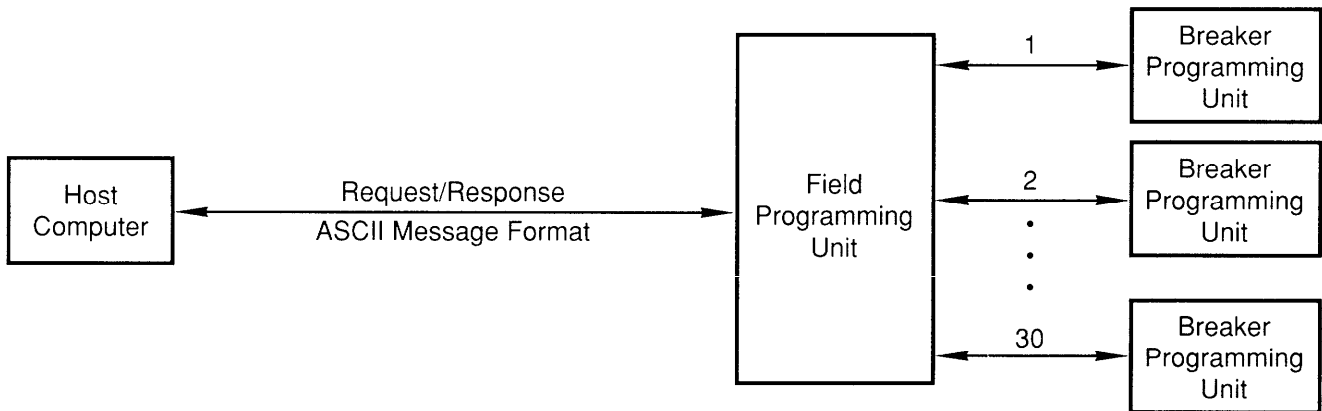 Host
Computer
Request/Response
ASCII Message Format
Field
Programming
Unit
1
Breaker
Programming
Unit
2
Breaker
Programming
Unit
30
Breaker
Programming
Unit